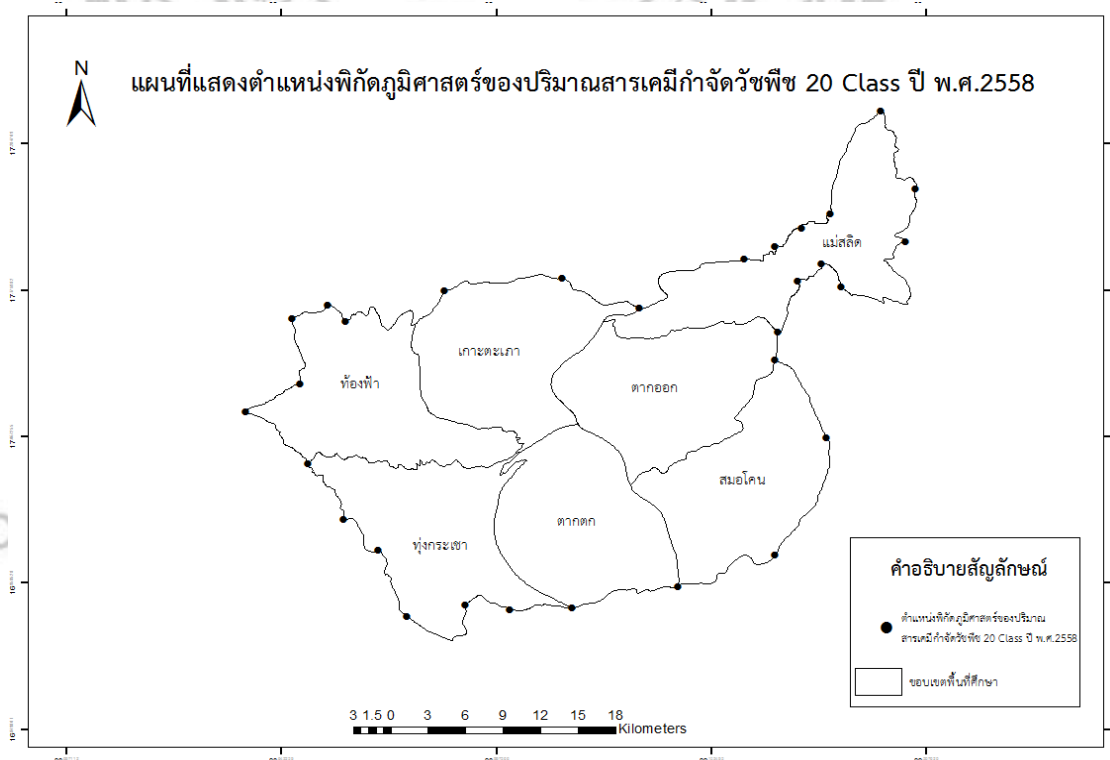 แผนที่แสดงตำแหน่งพิกัดภูมิศาสตร์ของปริมาณสารเคมีกำจัดวัชพืช 20 Class ปี พ.ศ.2558
N
แม่สลิด
เกาะตะเภา
ท้องฟ้า
ตากออก
สมอโคน
ตากตก
ทุ่งกระเชา
คำอธิบายสัญลักษณ์
ตำแหน่งพิกัดภูมิศาสตร์ของปริมาณ
สารเคมีกำจัดวัชพืช 20 Class ปี พ.ศ.2558
ขอบเขตพื้นที่ศึกษา
3 1.5 0 3 6 9 12 15 18
Kilometers